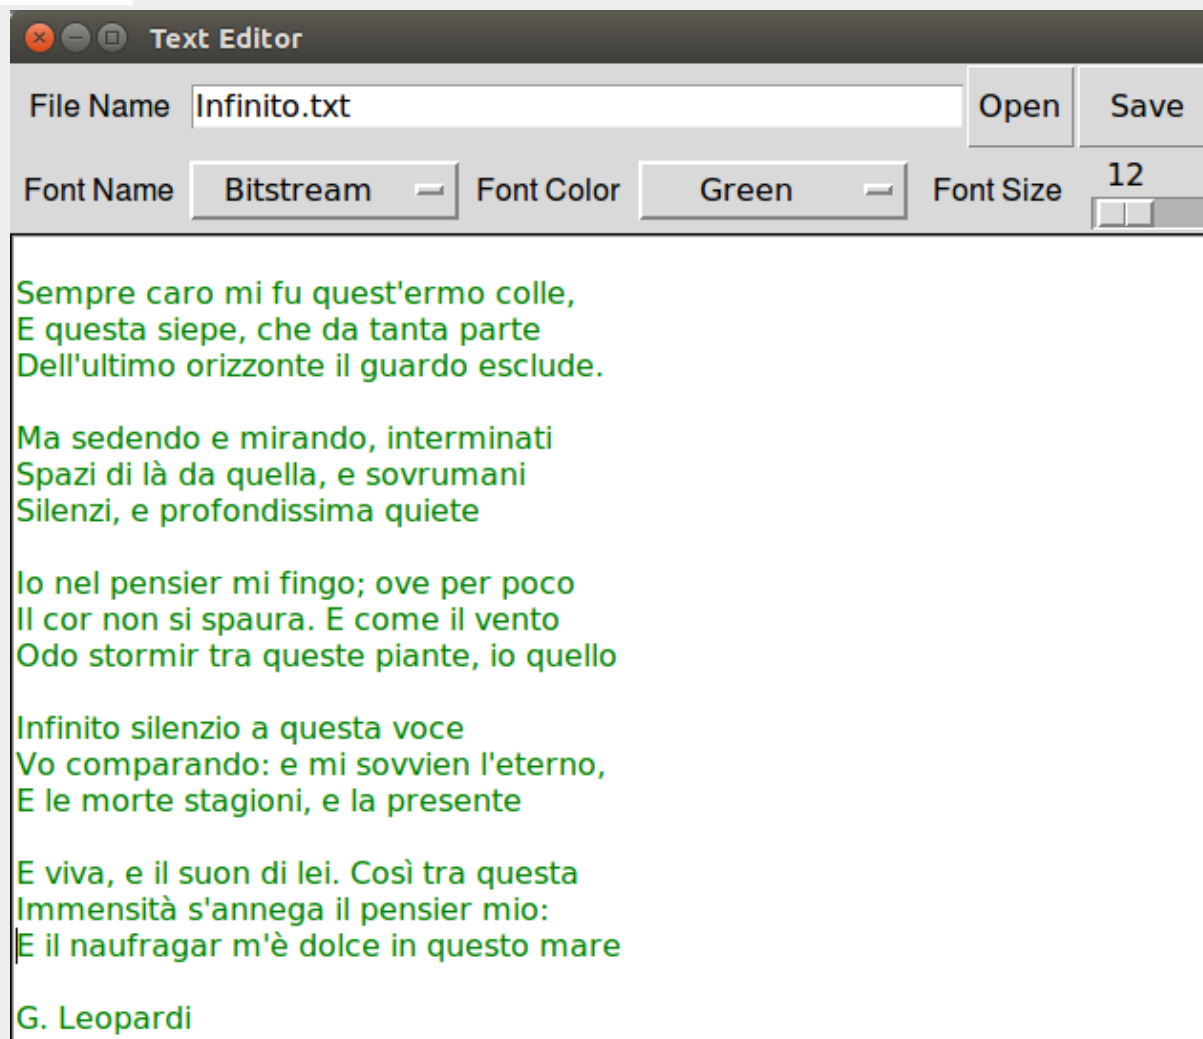 Text Editor
File Name Infinito.txt Open Save
Font Name Bitstream Font Color Green Font Size 12
Sempre caro mi fu quest'ermo colle,
E questa siepe, che da tanta parte
Dell'ultimo orizzonte il guardo esclude.
Ma sedendo e mirando, interminati
Spazi di là da quella, e sovrumani
Silenzi, e profondissima quiete
Io nel pensier mi fingo; ove per poco
Il cor non si spaura. E come il vento
Odo stormir tra queste piante, io quello
Infinito silenzio a questa voce
Vo comparando: e mi sovvien l'eterno,
E le morte stagioni, e la presente
E viva, e il suon di lei. Così tra questa
Immensità s'annega il pensier mio:
E il naufragar m'è dolce in questo mare
G. Leopardi